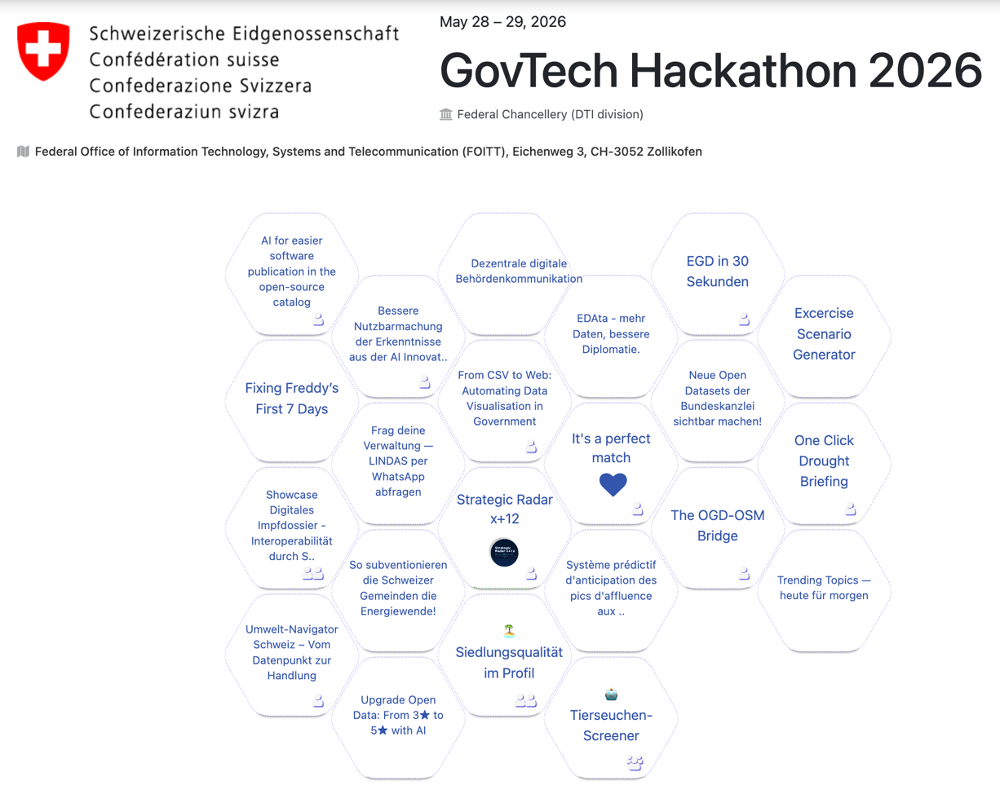 Schweizerische Eidgenossenschaft
Confédération suisse
Confederazione Svizzera
Confederaziun svizra
May 28 – 29, 2026
GovTech Hackathon 2026
Federal Chancellery (DTI division)
Federal Office of Information Technology, Systems and Telecommunication (FOITT), Eichenweg 3, CH-3052 Zollikofen
AI for easier
software
publication in the
open-source
catalog
Dezentrale digitale
Behördenkommunikation
EGD in 30
Sekunden
Bessere
Nutzbarmachung
der Erkenntnisse
aus der AI Innovat..
EDAta - mehr
Daten, bessere
Diplomatie.
Excercise
Scenario
Generator
Fixing Freddy’s
First 7 Days
From CSV to Web:
Automating Data
Visualisation in
Government
Neue Open
Datasets der
Bundeskanzlei
sichtbar machen!
Frag deine
Verwaltung —
LINDAS per
WhatsApp
abfragen
It's a perfect
match
One Click
Drought
Briefing
Showcase
Digitales
Impfdossier -
Interoperabilität
durch S..
Strategic Radar
x+12
Strategic
Radar X+12
The OGD-OSM
Bridge
So subventionieren
die Schweizer
Gemeinden die
Energiewende!
Système prédictif
d'anticipation des
pics d'affluence
aux ..
Trending Topics —
heute für morgen
Umwelt-Navigator
Schweiz – Vom
Datenpunkt zur
Handlung
Siedlungsqualität
im Profil
Upgrade Open
Data: From 3★ to
5★ with AI
Tierseuchen-
Screener